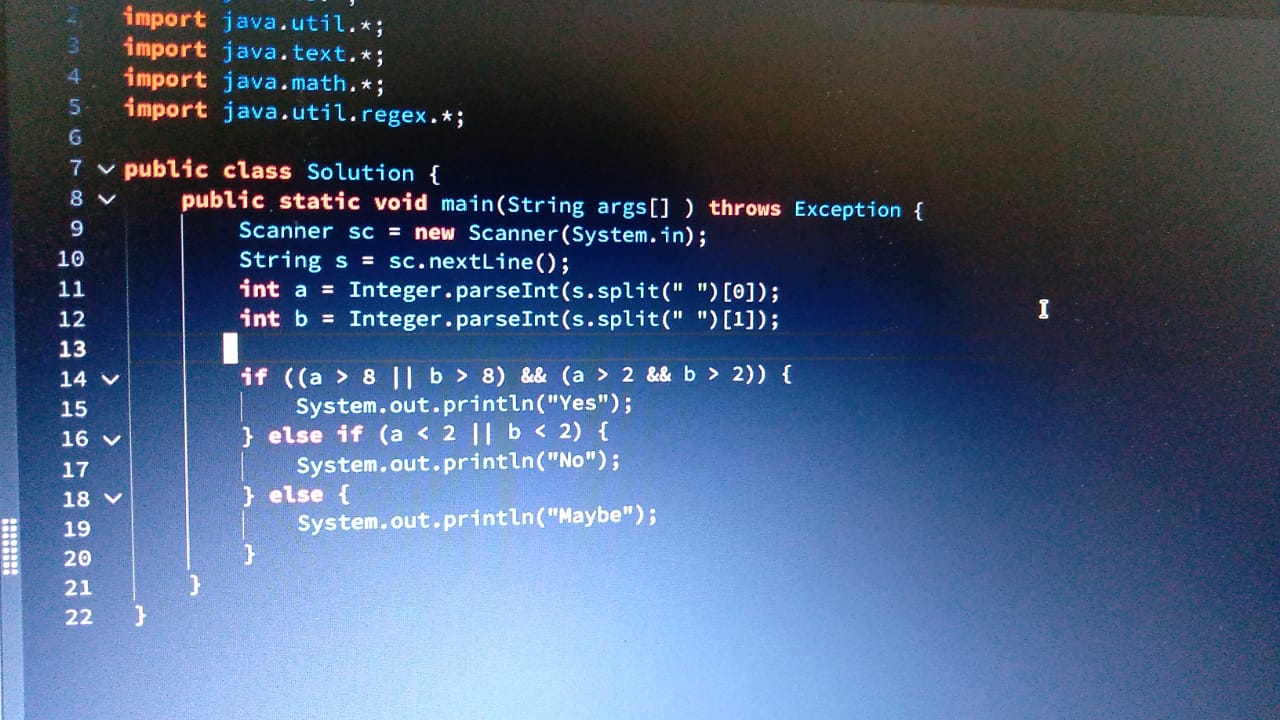 2 import java.util.*;
3 import java.text.*;
4 import java.math.*;
5 import java.util.regex.*;
6
7 public class Solution {
8 public static void main(String args[] ) throws Exception {
9 Scanner sc = new Scanner(System.in);
10 String s = sc.nextLine();
11 int a = Integer.parseInt(s.split(" ")[0]);
12 int b = Integer.parseInt(s.split(" ")[1]);
13
14 if ((a > 8 || b > 8) && (a > 2 && b > 2)) {
15 System.out.println("Yes");
16 } else if (a < 2 || b < 2) {
17 System.out.println("No");
18 } else {
19 System.out.println("Maybe");
20 }
21 }
22 }